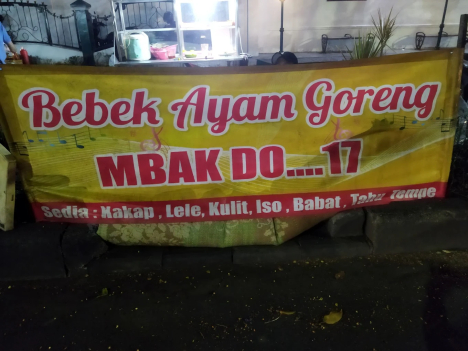 Bebek Ayam Goreng
MBAK DO....17
Sedia : Kakap , Lele, Kulit, Iso , Babat , Tahu Tempe